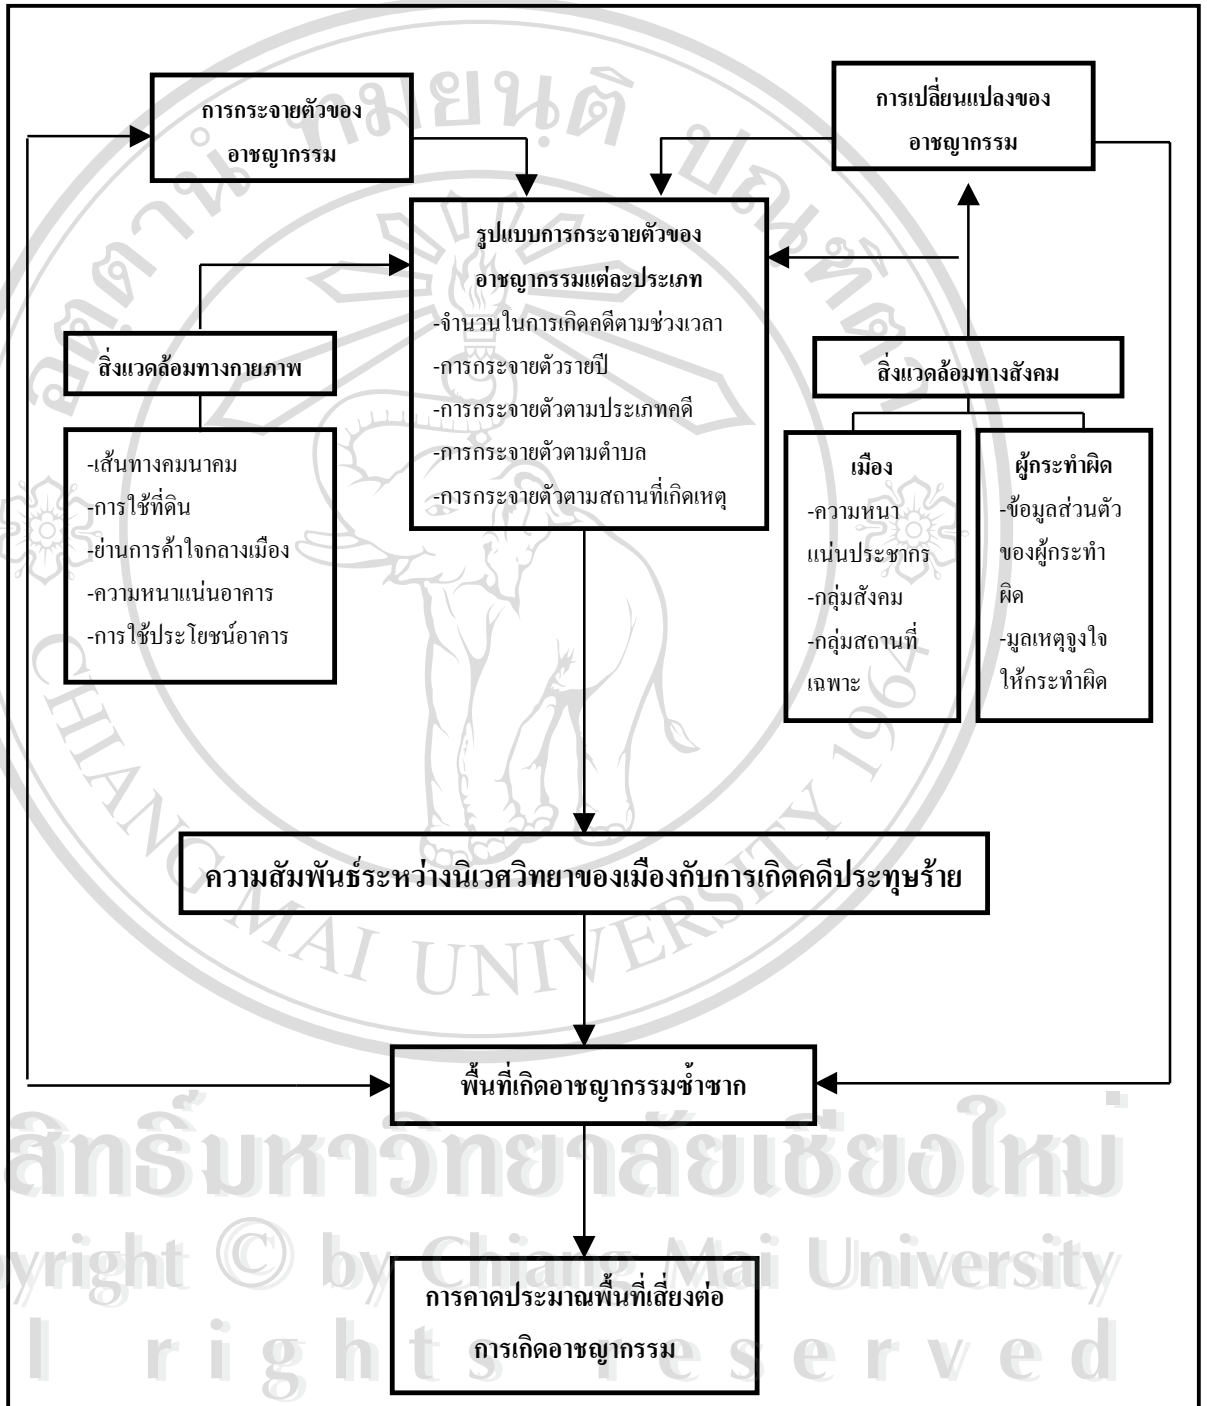 การกระจายตัวของ
อาชญากรรม
การเปลี่ยนแปลงของ
อาชญากรรม
รูปแบบการกระจายตัวของ
อาชญากรรมแต่ละประเภท
-จำนวนในการเกิดคดีตามช่วงเวลา
-การกระจายตัวรายปี
-การกระจายตัวตามประเภทคดี
-การกระจายตัวตามตำบล
-การกระจายตัวตามสถานที่เกิดเหตุ
สิ่งแวดล้อมทางกายภาพ
-เส้นทางคมนาคม
-การใช้ที่ดิน
-ย่านการค้าใจกลางเมือง
-ความหนาแน่นอาคาร
-การใช้ประโยชน์อาคาร
สิ่งแวดล้อมทางสังคม
เมือง
-ความหนา
แน่นประชากร
-กลุ่มสังคม
-กลุ่มสถานที่
เฉพาะ
ผู้กระทำผิด
-ข้อมูลส่วนตัว
ของผู้กระทำ
ผิด
-มูลเหตุจูงใจ
ให้กระทำผิด
ความสัมพันธ์ระหว่างนิเวศวิทยาของเมืองกับการเกิดคดีประทุษร้าย
พื้นที่เกิดอาชญากรรมซ้ำซาก
การคาดประมาณพื้นที่เสี่ยงต่อ
การเกิดอาชญากรรม
อตฺตานํ ทมยนฺติ ปณฺฑิตา
CHIANG MAI UNIVERSITY 1964
สิทธิ์มหาวิทยาลัยเชียงใหม่
yright © by Chiang Mai University
l rights reserved